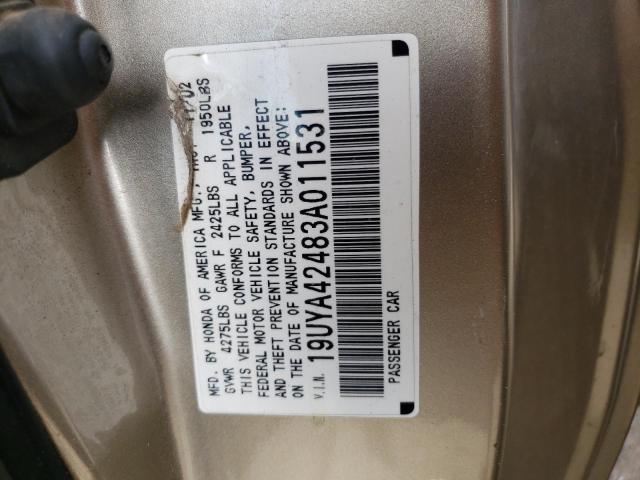 MFD. BY HONDA OF AMERICA MFG., INC. 11/02
GVWR 4275LBS GAWR F 2425LBS R 1950LBS
THIS VEHICLE CONFORMS TO ALL APPLICABLE
FEDERAL MOTOR VEHICLE SAFETY, BUMPER,
AND THEFT PREVENTION STANDARDS IN EFFECT
ON THE DATE OF MANUFACTURE SHOWN ABOVE:
V.I.N. 19UYA42483A011531
PASSENGER CAR